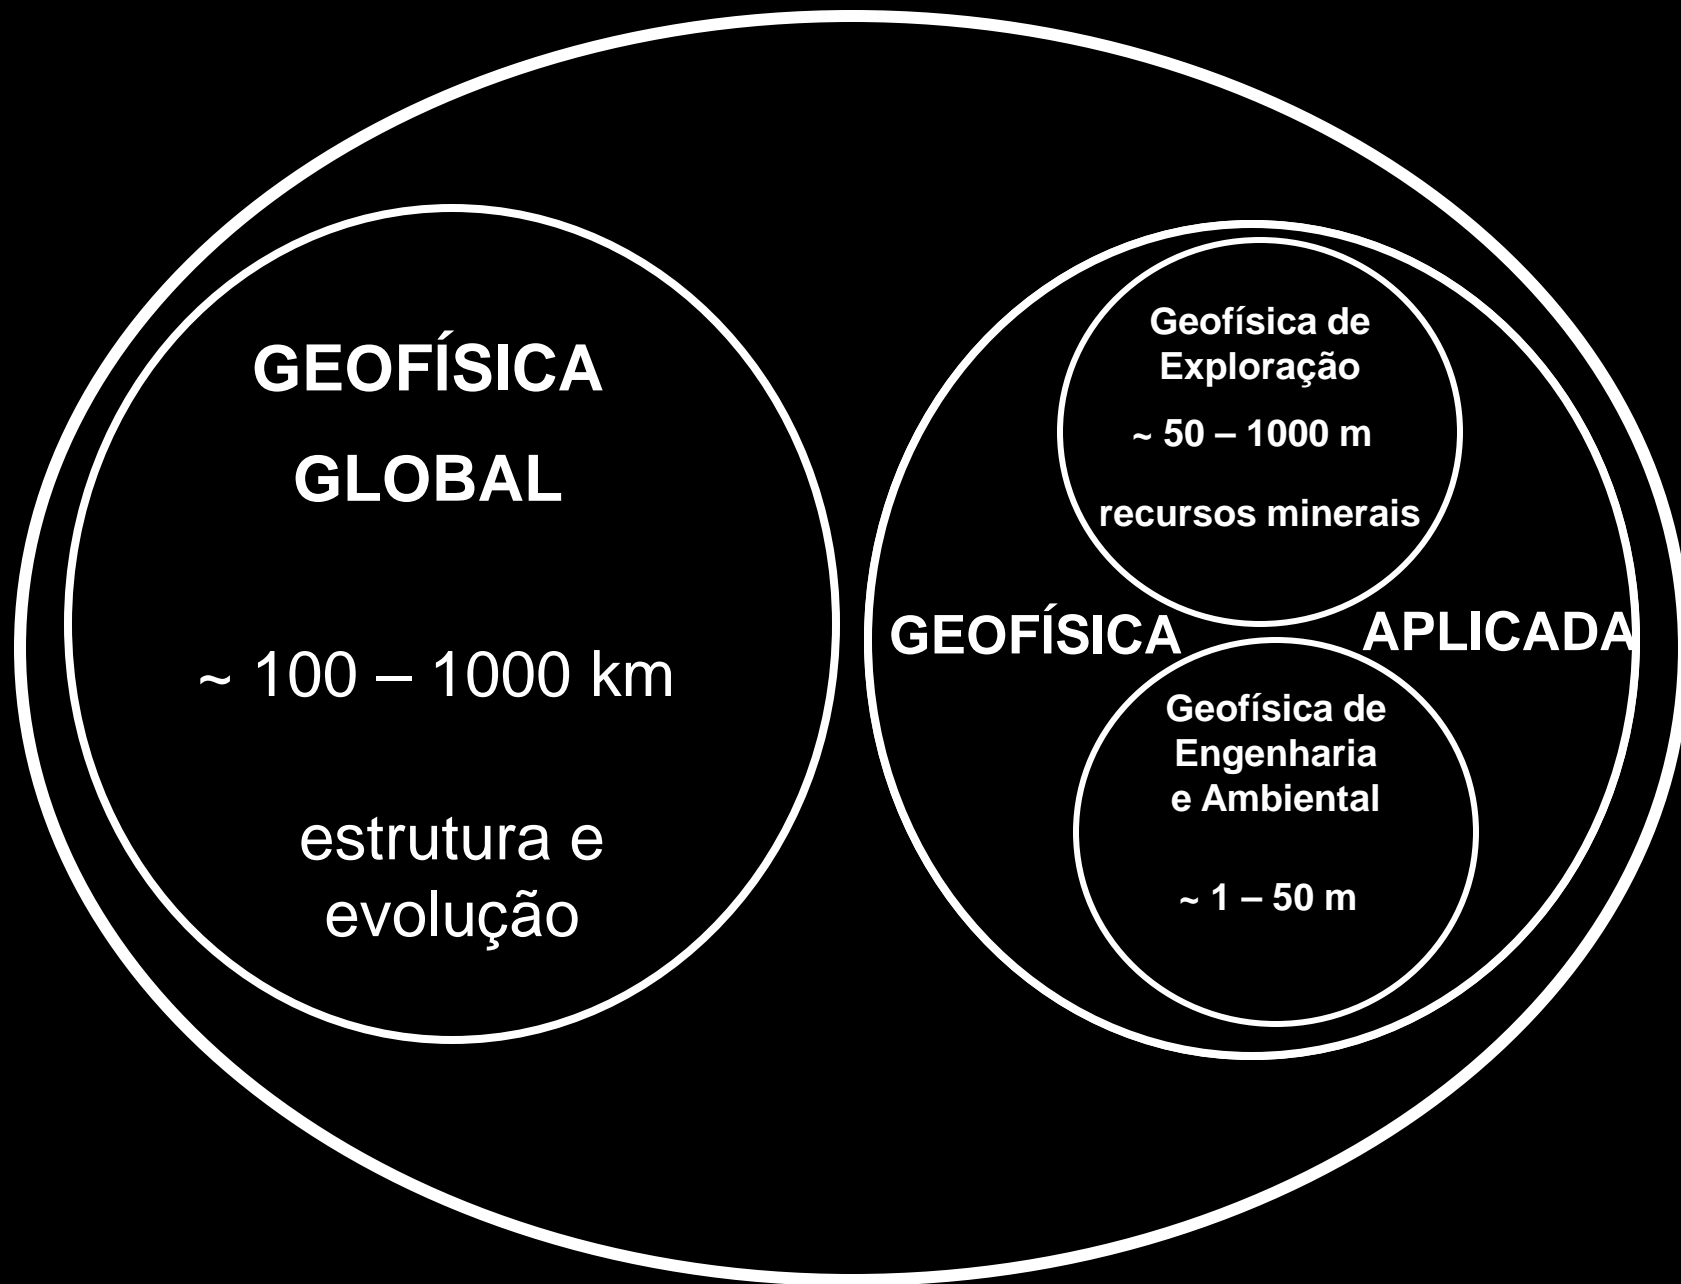 GEOFÍSICA
GLOBAL
~ 100 – 1000 km
estrutura e
evolução
Geofísica de
Exploração
~ 50 – 1000 m
recursos minerais
GEOFÍSICA APLICADA
Geofísica de
Engenharia
e Ambiental
~ 1 – 50 m